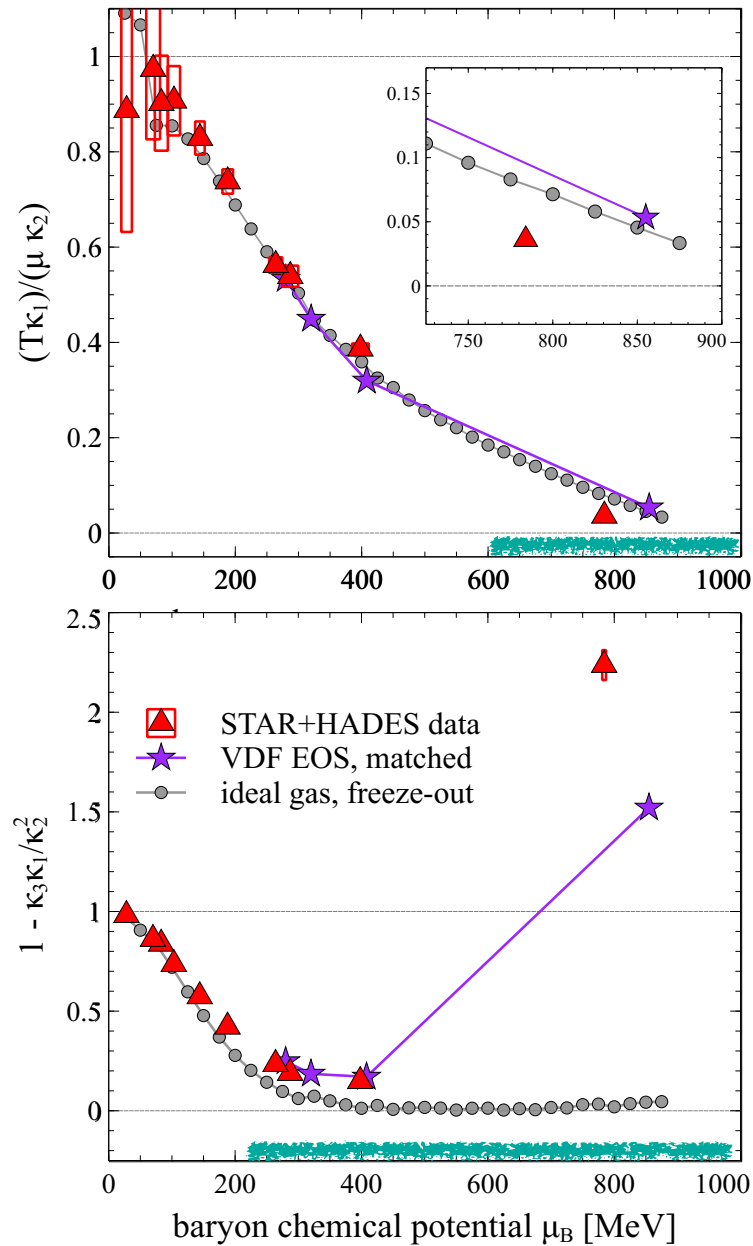 1
0.8
0.6
0.4
0.2
0
(Tκ₁)/(μ κ₂)
0.15
0.1
0.05
0
750 800 850 900
0 200 400 600 800 1000
2.5
2
1.5
1
0.5
0
1 - κ₃κ₁/κ₂²
STAR+HADES data
VDF EOS, matched
ideal gas, freeze-out
0 200 400 600 800 1000
baryon chemical potential μ_B [MeV]